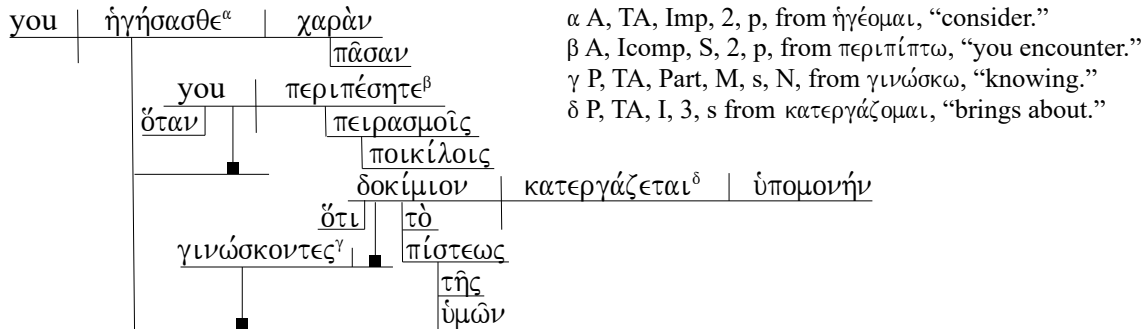 you ἡγήσασθεᵅ χαρὰν
πᾶσαν
you περιπέσητεᵝ
ὅταν πειρασμοῖς
ποικίλοις
δοκίμιον κατεργάζεταιᵟ ὑπομονήν
ὅτι τὸ
γινώσκοντεςᵞ πίστεως
τῆς
ὑμῶν
α A, TA, Imp, 2, p, from ἡγέομαι, “consider.”
β A, Icomp, S, 2, p, from περιπίπτω, “you encounter.”
γ P, TA, Part, M, s, N, from γινώσκω, “knowing.”
δ P, TA, I, 3, s from κατεργάζομαι, “brings about.”